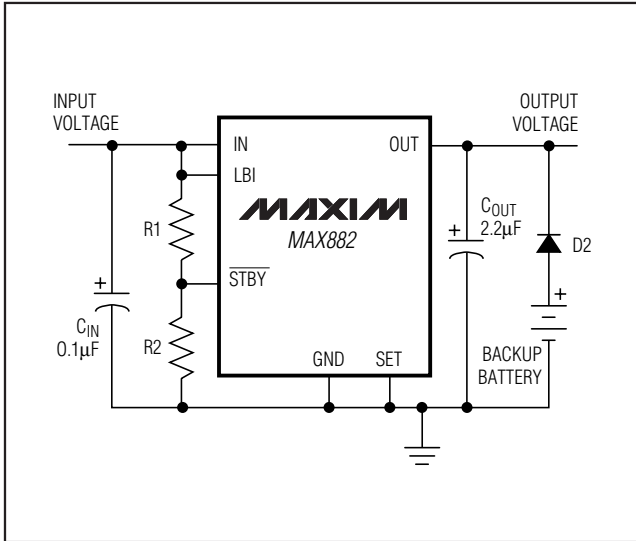 INPUT
VOLTAGE
OUTPUT
VOLTAGE
IN
OUT
LBI
MAXIM
MAX882
R1
STBY
+
COUT
2.2µF
D2
+
CIN
0.1µF
R2
+
GND
SET
BACKUP
BATTERY